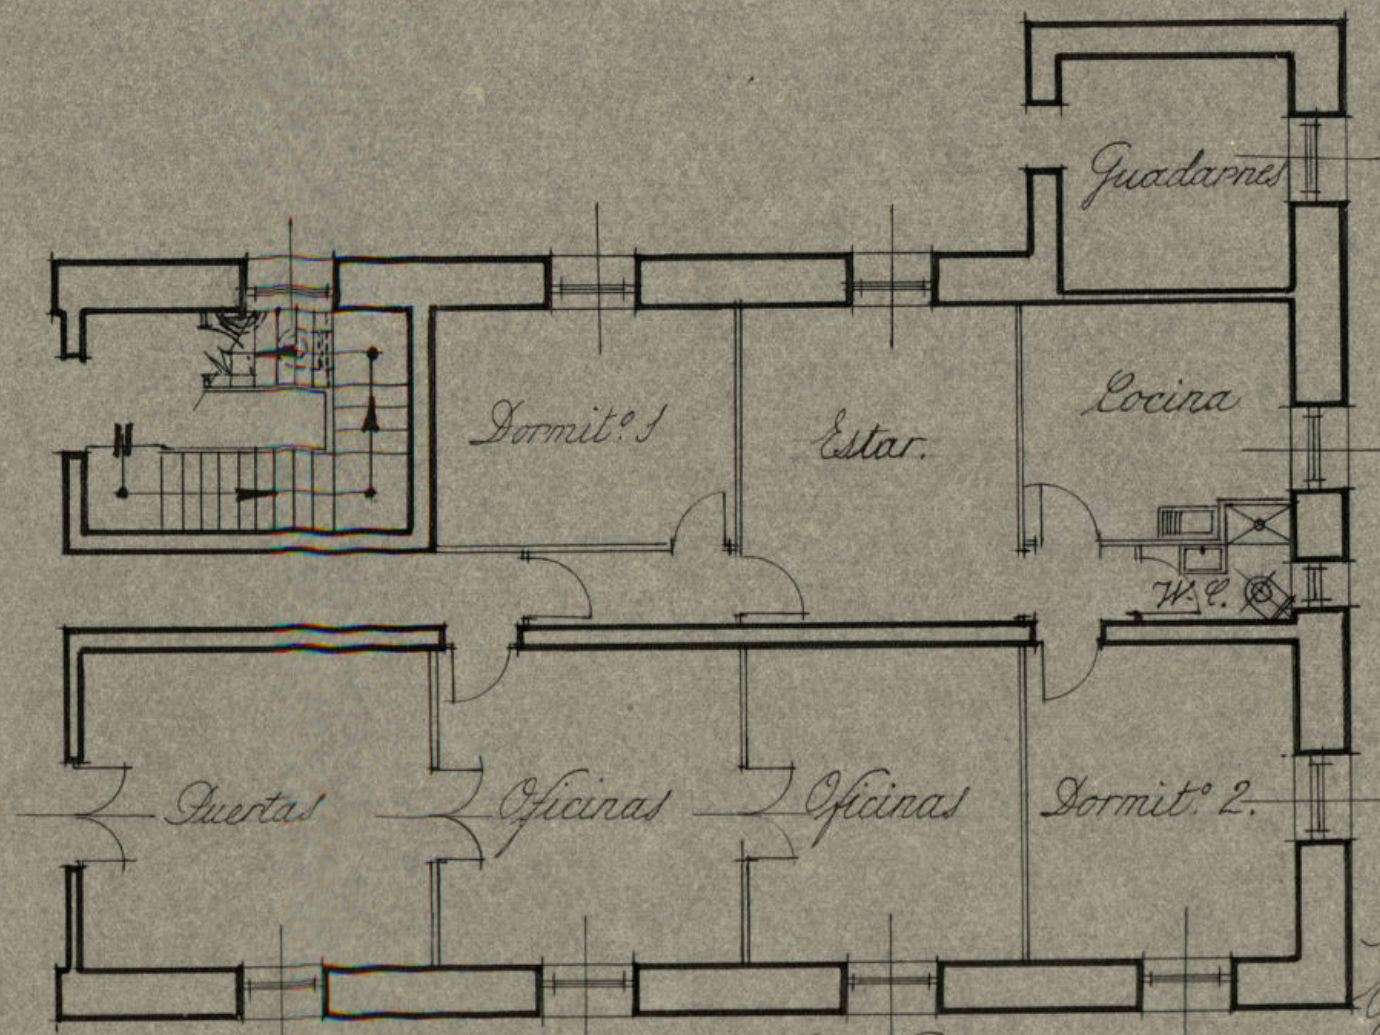 Guadarnes
Dormitº. 1
Estar.
Cocina
W.C.
Puertas
Oficinas
Oficinas
Dormitº. 2.